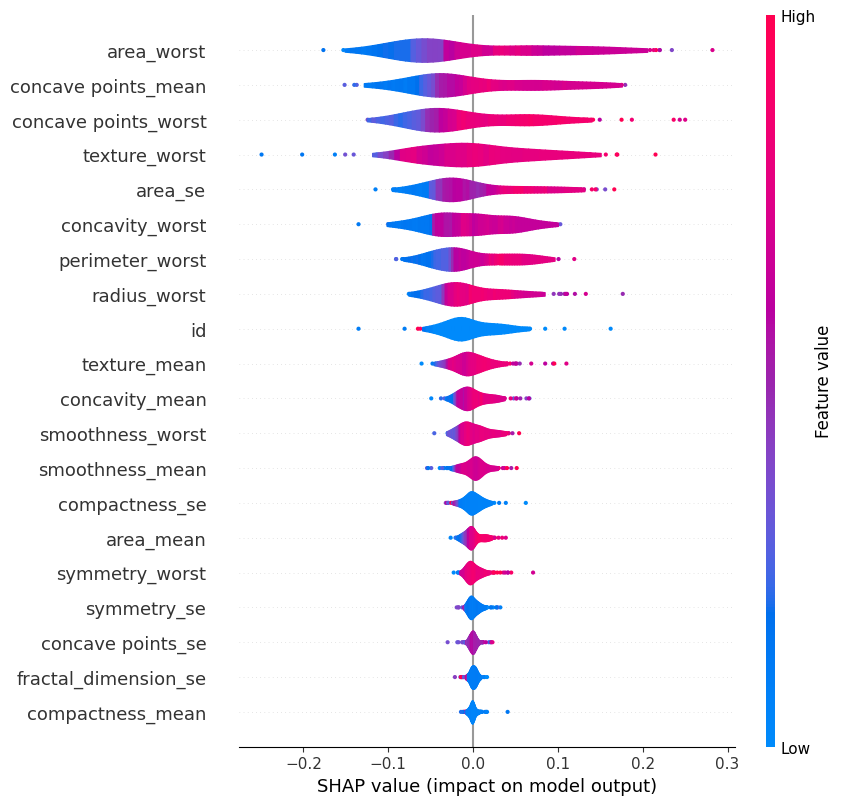 High
area_worst
concave points_mean
concave points_worst
texture_worst
area_se
concavity_worst
perimeter_worst
radius_worst
id
texture_mean
concavity_mean
smoothness_worst
smoothness_mean
compactness_se
area_mean
symmetry_worst
symmetry_se
concave points_se
fractal_dimension_se
compactness_mean
Feature value
Low
−0.2 −0.1 0.0 0.1 0.2 0.3
SHAP value (impact on model output)